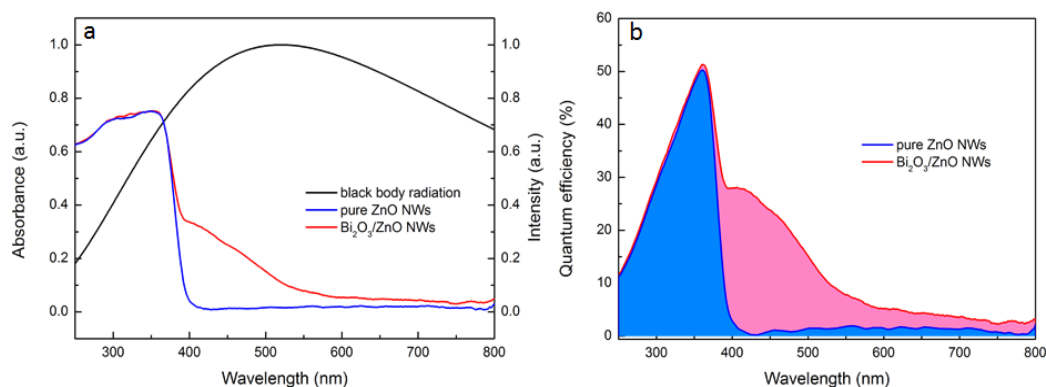 a
1.0
0.8
0.6
0.4
0.2
0.0
Absorbance (a.u.)
black body radiation
pure ZnO NWs
Bi₂O₃/ZnO NWs
1.0
0.8
0.6
0.4
0.2
0.0
Intensity (a.u.)
300 400 500 600 700 800
Wavelength (nm)
b
60
50
40
30
20
10
0
Quantum efficiency (%)
pure ZnO NWs
Bi₂O₃/ZnO NWs
300 400 500 600 700 800
Wavelength (nm)